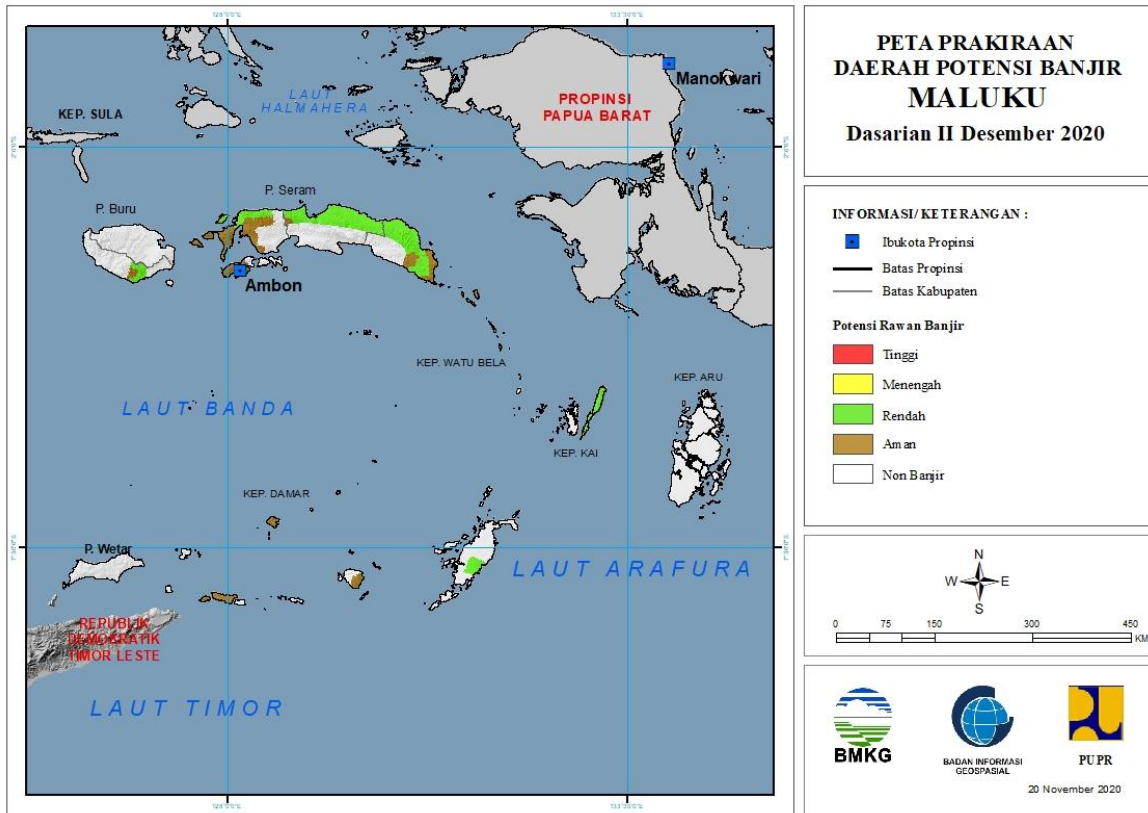 PETA PRAKIRAAN
DAERAH POTENSI BANJIR
MALUKU
Dasarian II Desember 2020
INFORMASI/ KETERANGAN :
Ibukota Propinsi
Batas Propinsi
Batas Kabupaten
Potensi Rawan Banjir
Tinggi
Menengah
Rendah
Aman
Non Banjir
N
W E
S
0 75 150 300 450
KM
BMKG
BADAN INFORMASI
GEOSPASIAL
PUPR
20 November 2020
Manokwari
LAUT
HALMAHERA
PROPINSI
PAPUA BARAT
KEP. SULA
P. Seram
P. Buru
Ambon
KEP. WATU BELA
KEP. ARU
LAUT BANDA
KEP. KAI
KEP. DAMAR
P. Wetar
LAUT ARAFURA
REPUBLIK
DEMOKRATIK
TIMOR LESTE
LAUT TIMOR